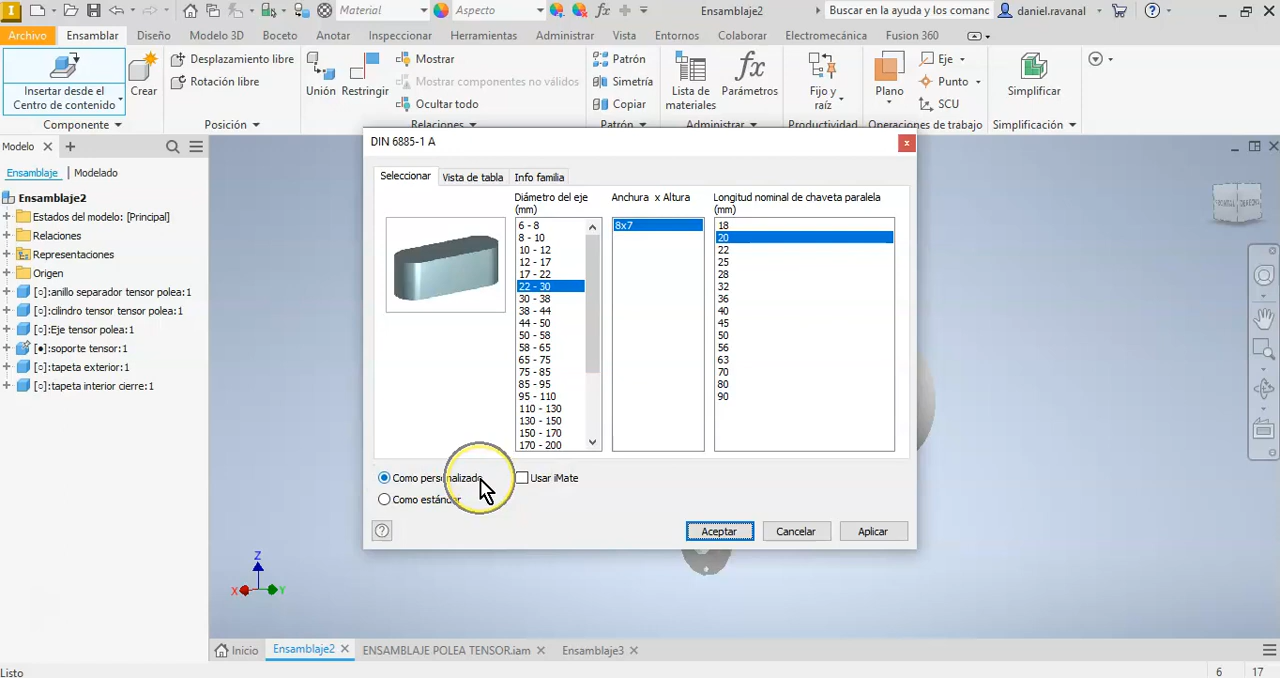 Material
Aspecto
Ensamblaje2
Buscar en la ayuda y los comanc
daniel.ravanal
Archivo
Ensamblar
Diseño
Modelo 3D
Boceto
Anotar
Inspeccionar
Herramientas
Administrar
Vista
Entornos
Colaborar
Electromecánica
Fusion 360
Insertar desde el
Centro de contenido
Crear
Desplazamiento libre
Rotación libre
Unión
Restringir
Mostrar
Mostrar componentes no válidos
Ocultar todo
Patrón
Simetría
Copiar
Lista de
materiales
Parámetros
Fijo y
raíz
Plano
Eje
Punto
SCU
Simplificar
Componente
Posición
Relaciones
Patrón
Administrar
Productividad
Operaciones de trabajo
Simplificación
Modelo
Ensamblaje
Modelado
Ensamblaje2
Estados del modelo: [Principal]
Relaciones
Representaciones
Origen
[○]:anillo separador tensor polea:1
[○]:cilindro tensor tensor polea:1
[○]:Eje tensor polea:1
[●]:soporte tensor:1
[○]:tapeta exterior:1
[○]:tapeta interior cierre:1
DIN 6885-1 A
Seleccionar
Vista de tabla
Info familia
Diámetro del eje
(mm)
6 - 8
8 - 10
10 - 12
12 - 17
17 - 22
22 - 30
30 - 38
38 - 44
44 - 50
50 - 58
58 - 65
65 - 75
75 - 85
85 - 95
95 - 110
110 - 130
130 - 150
150 - 170
170 - 200
Anchura x Altura
8x7
Longitud nominal de chaveta paralela
(mm)
18
20
22
25
28
32
36
40
45
50
56
63
70
80
90
Como personalizado
Usar iMate
Como estándar
Aceptar
Cancelar
Aplicar
FRONTAL
DERECHA
Z
X
Y
Inicio
Ensamblaje2
ENSAMBLAJE POLEA TENSOR.iam
Ensamblaje3
Listo
6
17